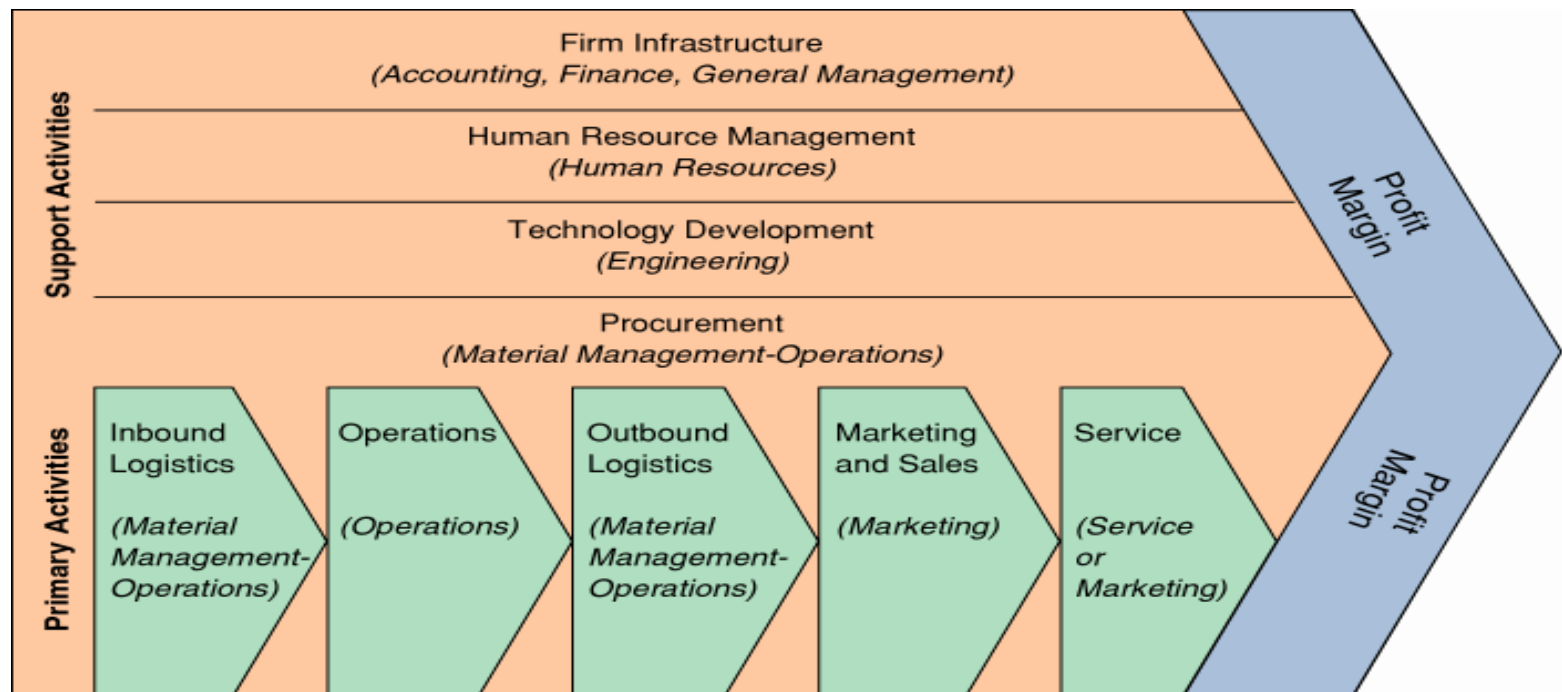 Support Activities
Firm Infrastructure
(Accounting, Finance, General Management)
Human Resource Management
(Human Resources)
Technology Development
(Engineering)
Procurement
(Material Management-Operations)
Profit
Margin
Primary Activities
Inbound
Logistics
(Material
Management-
Operations)
Operations
(Operations)
Outbound
Logistics
(Material
Management-
Operations)
Marketing
and Sales
(Marketing)
Service
(Service
or
Marketing)
Profit
Margin